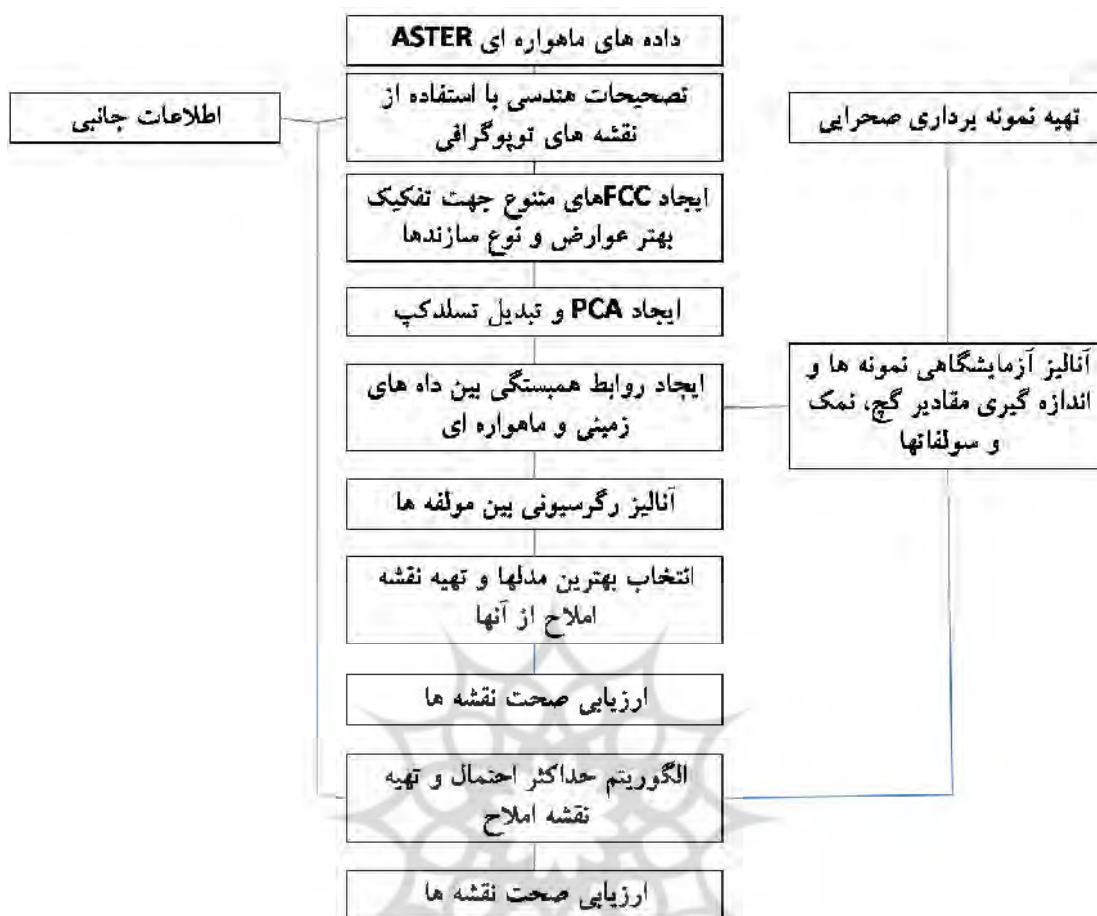 داده های ماهواره ای ASTER
تصحیحات هندسی با استفاده از
نقشه های توپوگرافی
اطلاعات جانبی
تهیه نمونه برداری صحرایی
ایجاد FCCهای متنوع جهت تفکیک
بهتر عوارض و نوع سازندها
ایجاد PCA و تبدیل تسلدکپ
آنالیز آزمایشگاهی نمونه ها و
اندازه گیری مقادیر گچ، نمک
و سولفاتها
ایجاد روابط همبستگی بین داه های
زمینی و ماهواره ای
آنالیز رگرسیونی بین مولفه ها
انتخاب بهترین مدلها و تهیه نقشه
املاح از آنها
ارزیابی صحت نقشه ها
الگوریتم حداکثر احتمال و تهیه
نقشه املاح
ارزیابی صحت نقشه ها